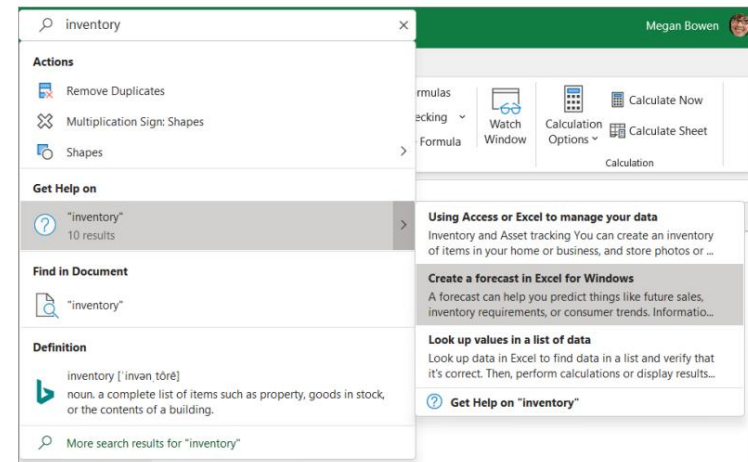 inventory
Megan Bowen
Actions
Remove Duplicates
Multiplication Sign: Shapes
Shapes
Get Help on
"inventory"
10 results
Find in Document
"inventory"
Definition
inventory [ˈinvənˌtôrē]
noun. a complete list of items such as property, goods in stock,
or the contents of a building.
More search results for "inventory"
Formula
Watch
Window
Calculation
Options
Calculate Now
Calculate Sheet
Calculation
Using Access or Excel to manage your data
Inventory and Asset tracking You can create an inventory
of items in your home or business, and store photos or ...
Create a forecast in Excel for Windows
A forecast can help you predict things like future sales,
inventory requirements, or consumer trends. Informatio...
Look up values in a list of data
Look up data in Excel to find data in a list and verify that
it's correct. Then, perform calculations or display results...
Get Help on "inventory"